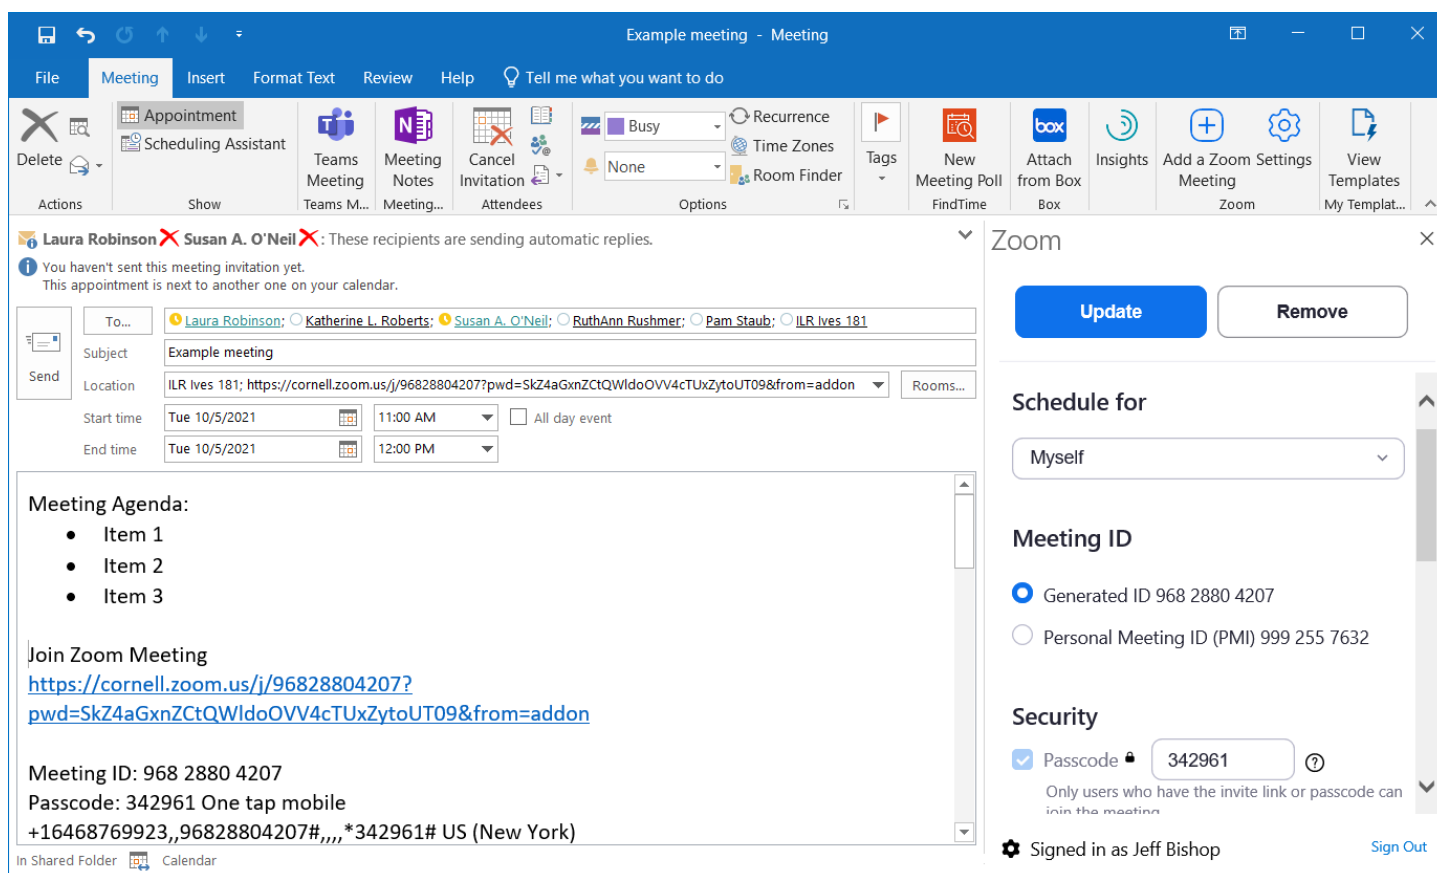 Example meeting - Meeting
File Meeting Insert Format Text Review Help Tell me what you want to do
Delete
Actions
Appointment
Scheduling Assistant
Show
Teams Meeting
Teams M...
Meeting Notes
Meeting...
Cancel Invitation
Attendees
Busy
None
Recurrence
Time Zones
Room Finder
Options
Tags
New Meeting Poll
FindTime
box
Attach from Box
Box
Insights
Add a Zoom Meeting
Settings
Zoom
View Templates
My Templat...
Laura Robinson Susan A. O'Neil : These recipients are sending automatic replies.
You haven't sent this meeting invitation yet.
This appointment is next to another one on your calendar.
Send
To... Laura Robinson; Katherine L. Roberts; Susan A. O'Neil; RuthAnn Rushmer; Pam Staub; ILR Ives 181
Subject Example meeting
Location ILR Ives 181; https://cornell.zoom.us/j/96828804207?pwd=SkZ4aGxnZCtQWldoOVV4cTUxZytoUT09&from=addon Rooms...
Start time Tue 10/5/2021 11:00 AM All day event
End time Tue 10/5/2021 12:00 PM
Meeting Agenda:
• Item 1
• Item 2
• Item 3
Join Zoom Meeting
https://cornell.zoom.us/j/96828804207?
pwd=SkZ4aGxnZCtQWldoOVV4cTUxZytoUT09&from=addon
Meeting ID: 968 2880 4207
Passcode: 342961 One tap mobile
+16468769923,,96828804207#,,,,*342961# US (New York)
In Shared Folder Calendar
Zoom
Update Remove
Schedule for
Myself
Meeting ID
Generated ID 968 2880 4207
Personal Meeting ID (PMI) 999 255 7632
Security
Passcode 342961
Only users who have the invite link or passcode can
join the meeting
Signed in as Jeff Bishop Sign Out